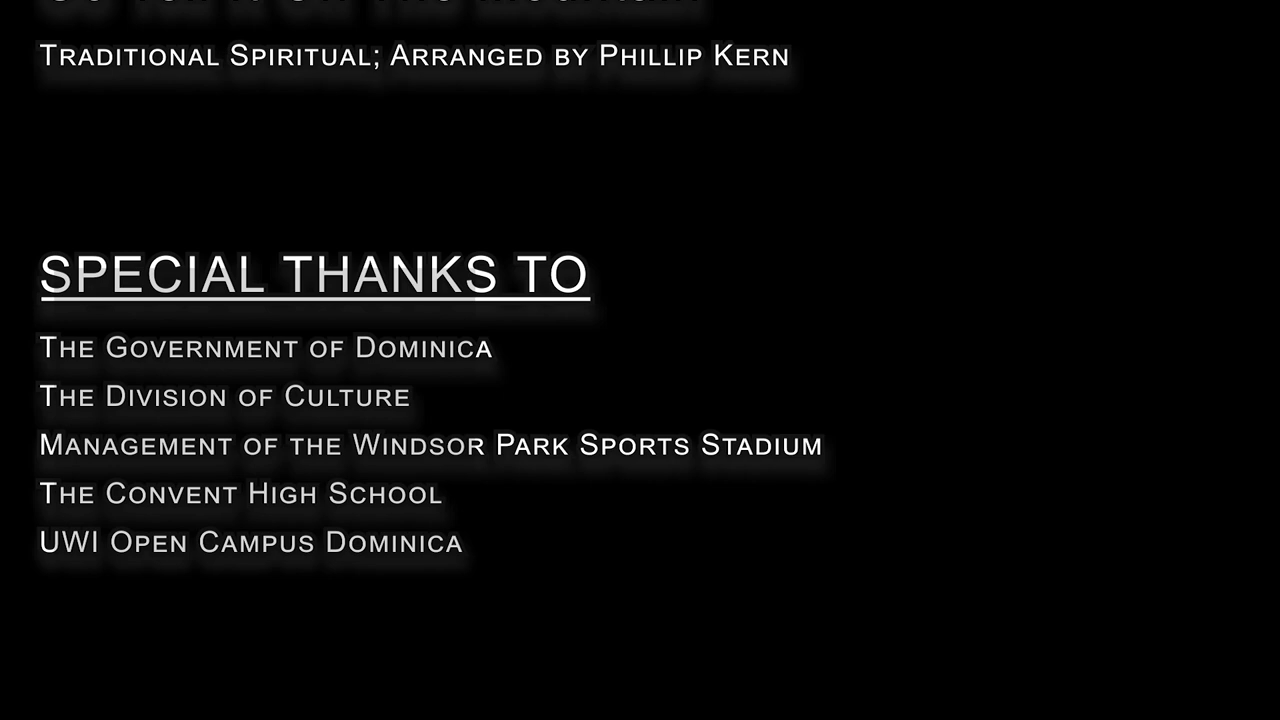 Traditional Spiritual; Arranged by Phillip Kern
SPECIAL THANKS TO
The Government of Dominica
The Division of Culture
Management of the Windsor Park Sports Stadium
The Convent High School
UWI Open Campus Dominica